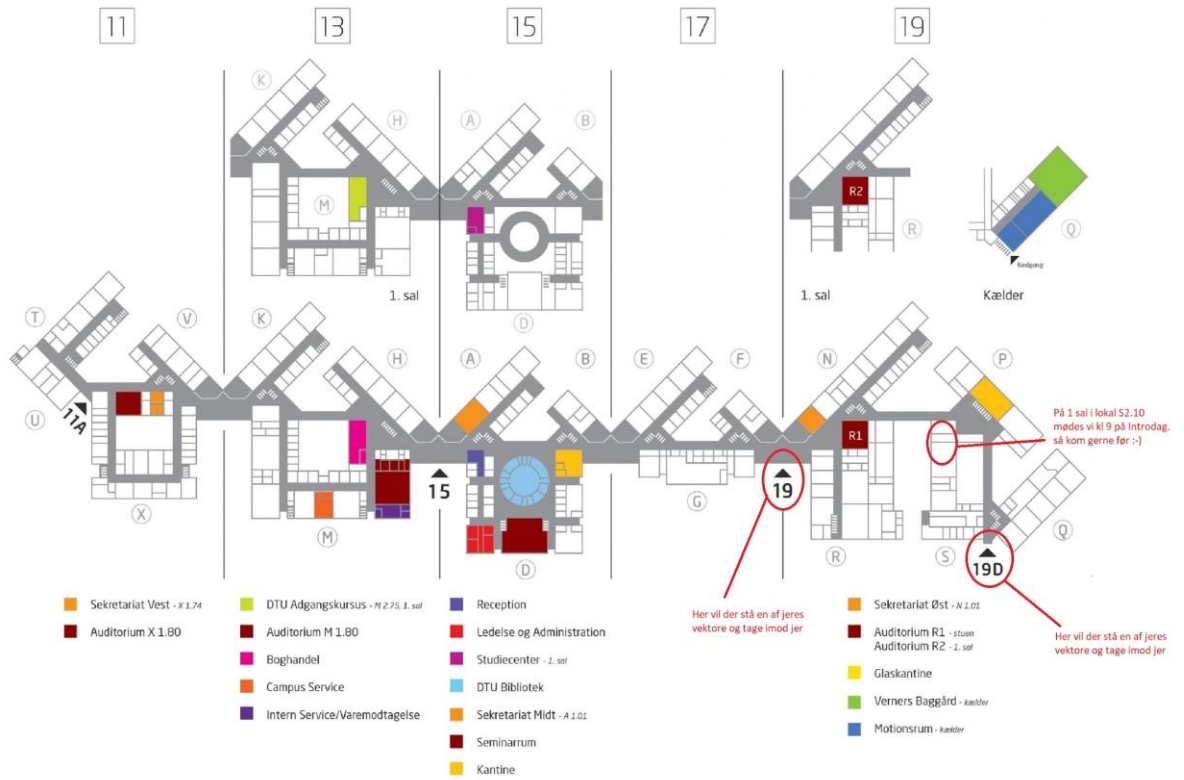 11
13
15
17
19
K
H
A
B
M
D
1. sal
R2
R
Q
Nedgang
1. sal
Kælder
T
V
K
H
A
B
E
F
N
P
U
11A
X
M
15
D
G
19
R1
R
S
19D
Q
På 1 sal i lokal S2.10
mødes vi kl 9 på Introdag.
så kom gerne før :-)
Her vil der stå en af jeres
vektore og tage imod jer
Her vil der stå en af jeres
vektore og tage imod jer
Sekretariat Vest - X 1.74
Auditorium X 1.80
DTU Adgangskursus - M 2.75, 1. sal
Auditorium M 1.80
Boghandel
Campus Service
Intern Service/Varemodtagelse
Reception
Ledelse og Administration
Studiecenter - 1. sal
DTU Bibliotek
Sekretariat Midt - A 1.01
Seminarrum
Kantine
Sekretariat Øst - N 1.01
Auditorium R1 - stuen
Auditorium R2 - 1. sal
Glaskantine
Verners Baggård - kælder
Motionsrum - kælder